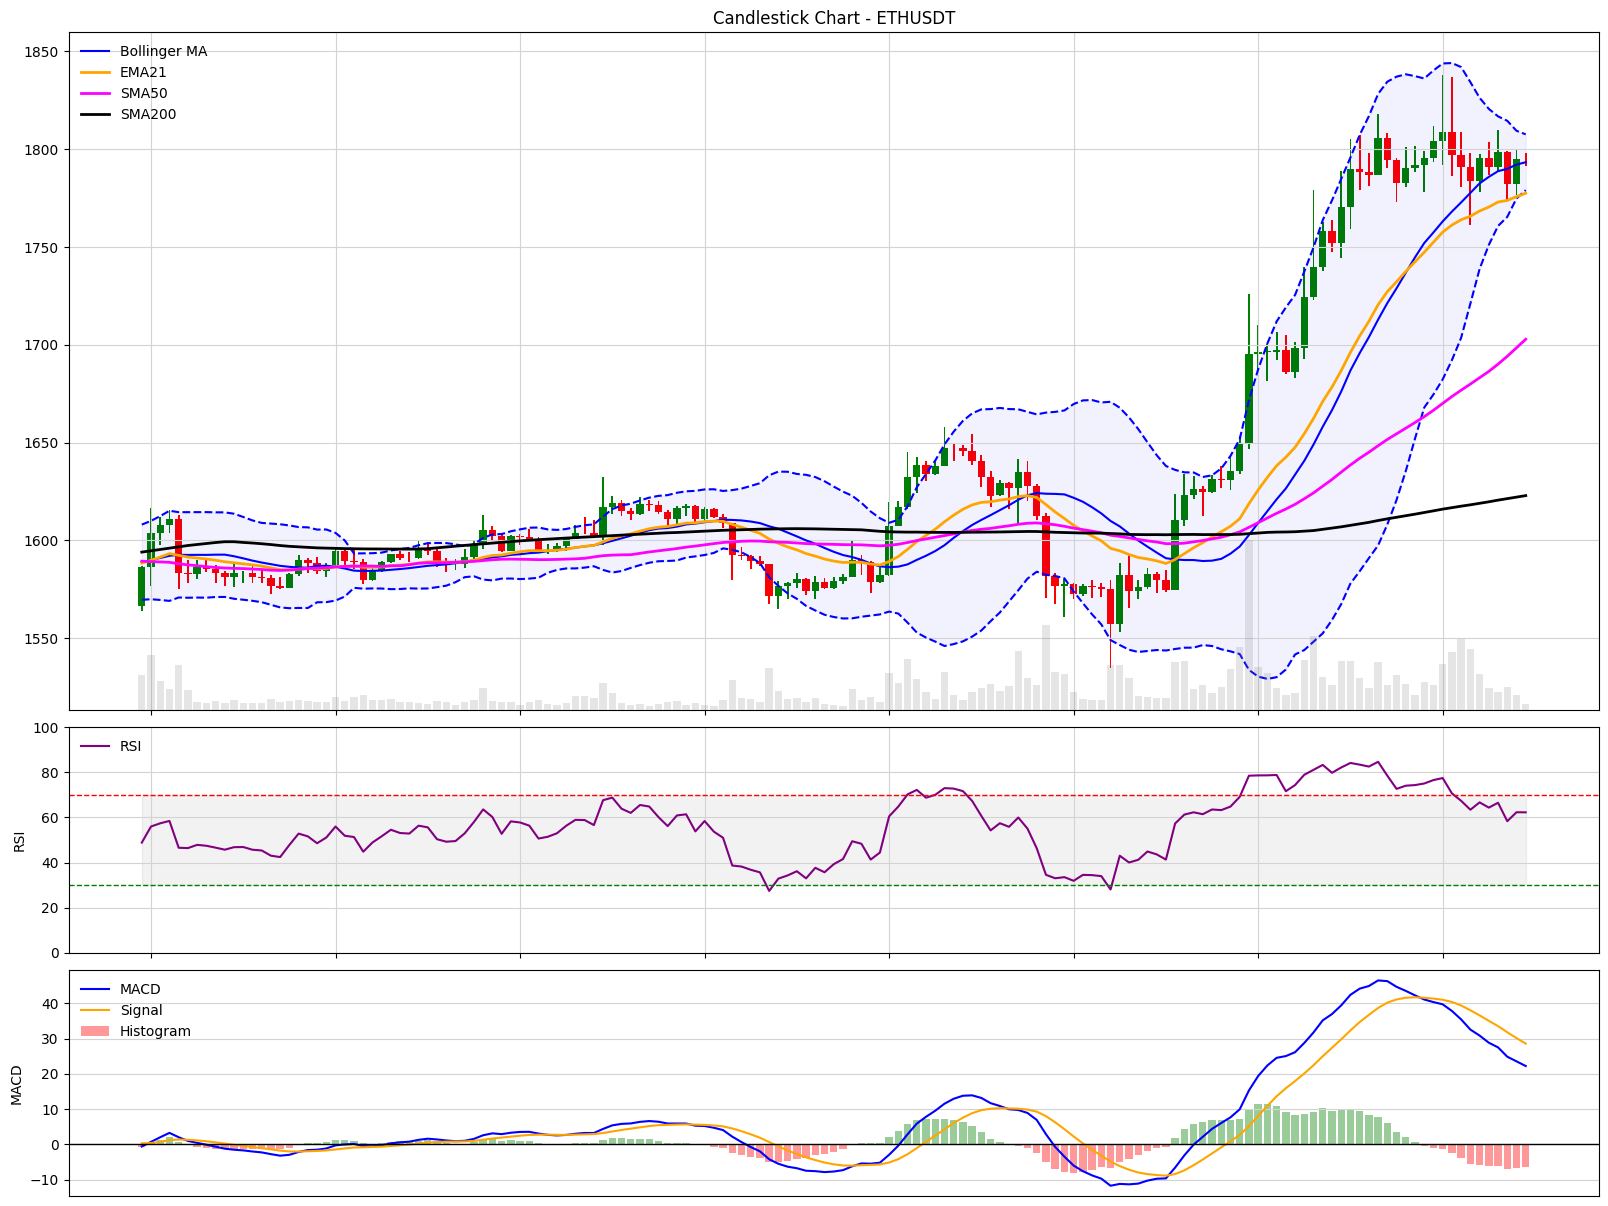 Candlestick Chart - ETHUSDT
Bollinger MA
EMA21
SMA50
SMA200
1850
1800
1750
1700
1650
1600
1550
RSI
RSI
100
80
60
40
20
0
MACD
Signal
Histogram
MACD
40
30
20
10
0
−10